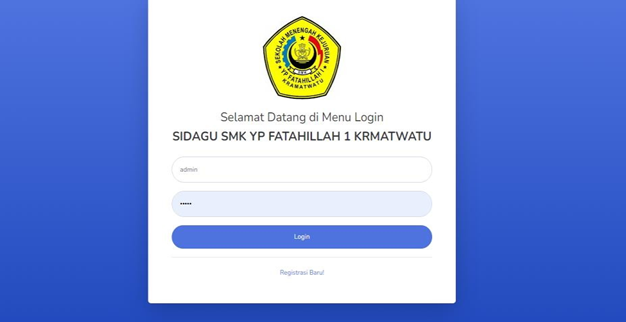 SEKOLAH MENENGAH KEJURUAN
YP FATAHILLAH 1
KRAMATWATU
Selamat Datang di Menu Login
SIDAGU SMK YP FATAHILLAH 1 KRMATWATU
admin
•••••
Login
Registrasi Baru!